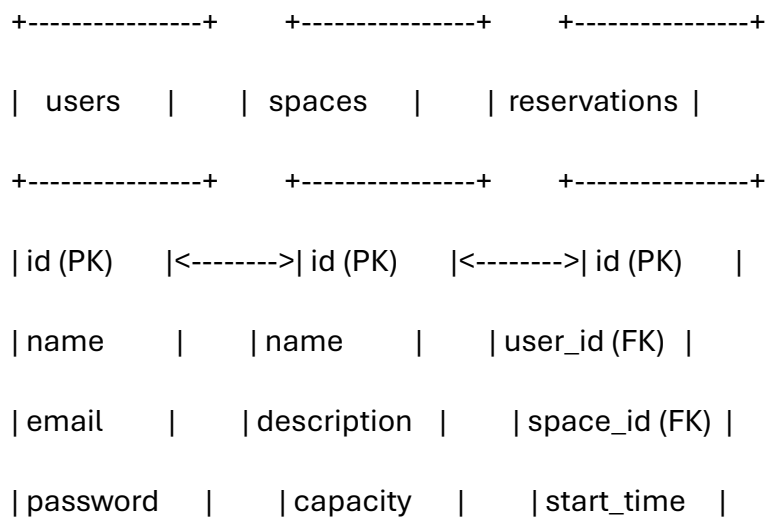 +----------------+ +----------------+ +----------------+
| users | | spaces | | reservations |
+----------------+ +----------------+ +----------------+
| id (PK) |<-------->| id (PK) |<-------->| id (PK) |
| name | | name | | user_id (FK) |
| email | | description | | space_id (FK) |
| password | | capacity | | start_time |